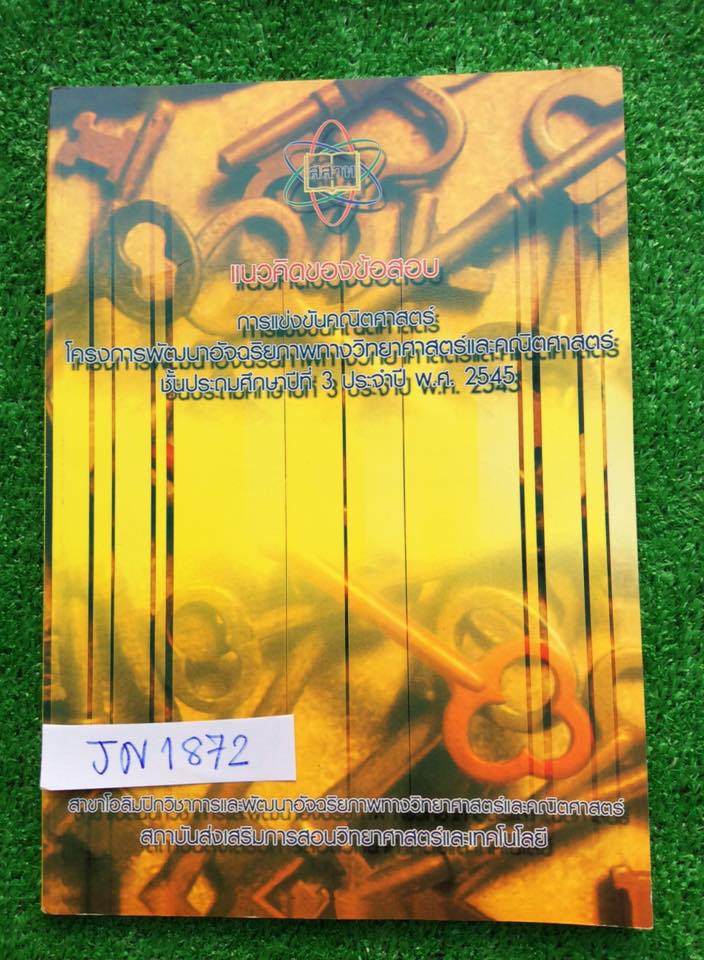 สสวท
แนวคิดของข้อสอบ
การแข่งขันคณิตศาสตร์
โครงการพัฒนาอัจฉริยภาพทางวิทยาศาสตร์และคณิตศาสตร์
ชั้นประถมศึกษาปีที่ 3 ประจำปี พ.ศ. 2545
JN 1872
สาขาโอลิมปิกวิชาการและพัฒนาอัจฉริยภาพทางวิทยาศาสตร์และคณิตศาสตร์
สถาบันส่งเสริมการสอนวิทยาศาสตร์และเทคโนโลยี